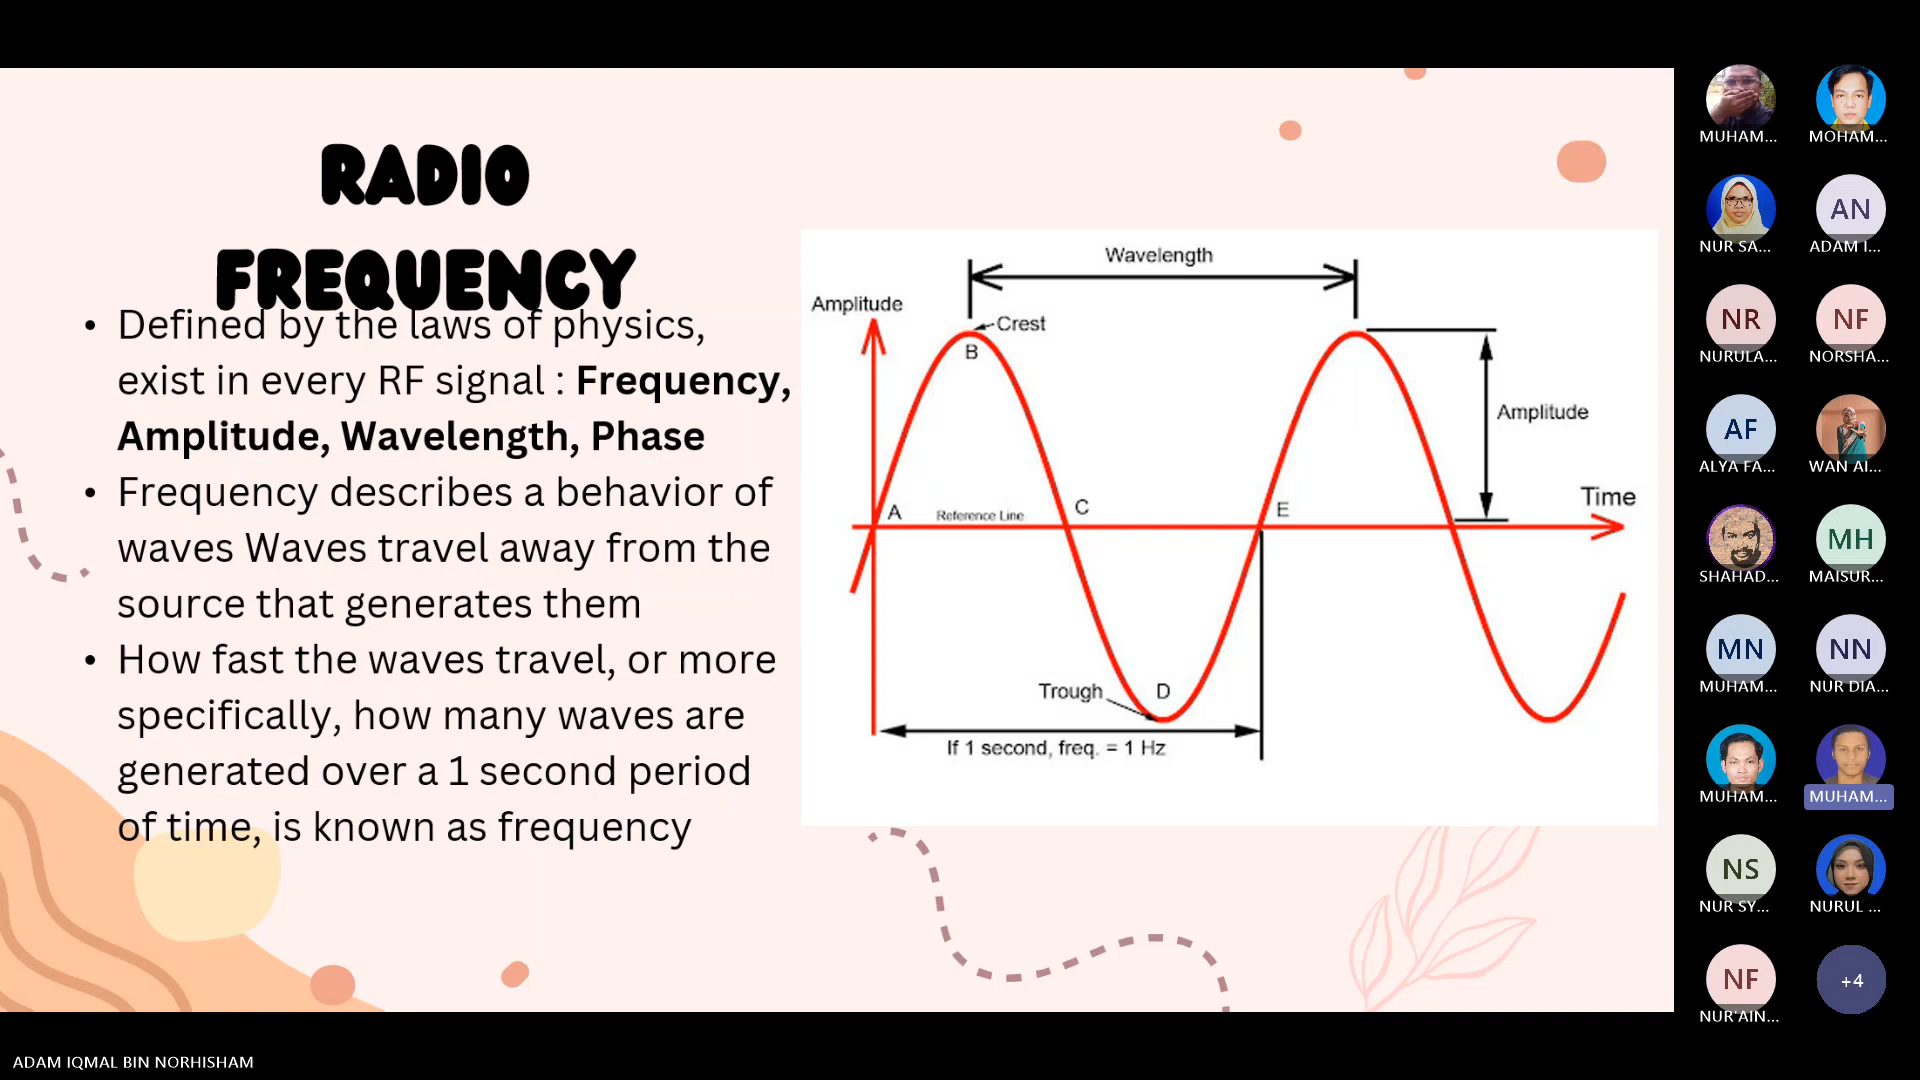 RADIO
FREQUENCY
• Defined by the laws of physics,
exist in every RF signal : Frequency,
Amplitude, Wavelength, Phase
• Frequency describes a behavior of
waves Waves travel away from the
source that generates them
• How fast the waves travel, or more
specifically, how many waves are
generated over a 1 second period
of time, is known as frequency
Wavelength
Amplitude
Crest
B
Amplitude
Time
A
Reference Line
C
E
Trough
D
If 1 second, freq. = 1 Hz
MUHAM...
MOHAM...
NUR SA...
AN
ADAM I...
NR
NURULA...
NF
NORSHA...
AF
ALYA FA...
WAN AI...
SHAHAD...
MH
MAISUR...
MN
MUHAM...
NN
NUR DIA...
MUHAM...
MUHAM...
NS
NUR SY...
NURUL ...
NF
NUR'AIN...
+4
ADAM IQMAL BIN NORHISHAM